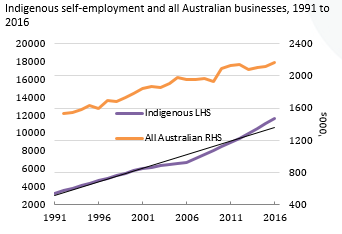 Indigenous self-employment and all Australian businesses, 1991 to
2016
20000 2400
18000
16000 2000
14000
12000 1600
10000 1200
8000
6000 800
4000
2000 400
Indigenous LHS
All Australian RHS
'000s
1991 1996 2001 2006 2011 2016